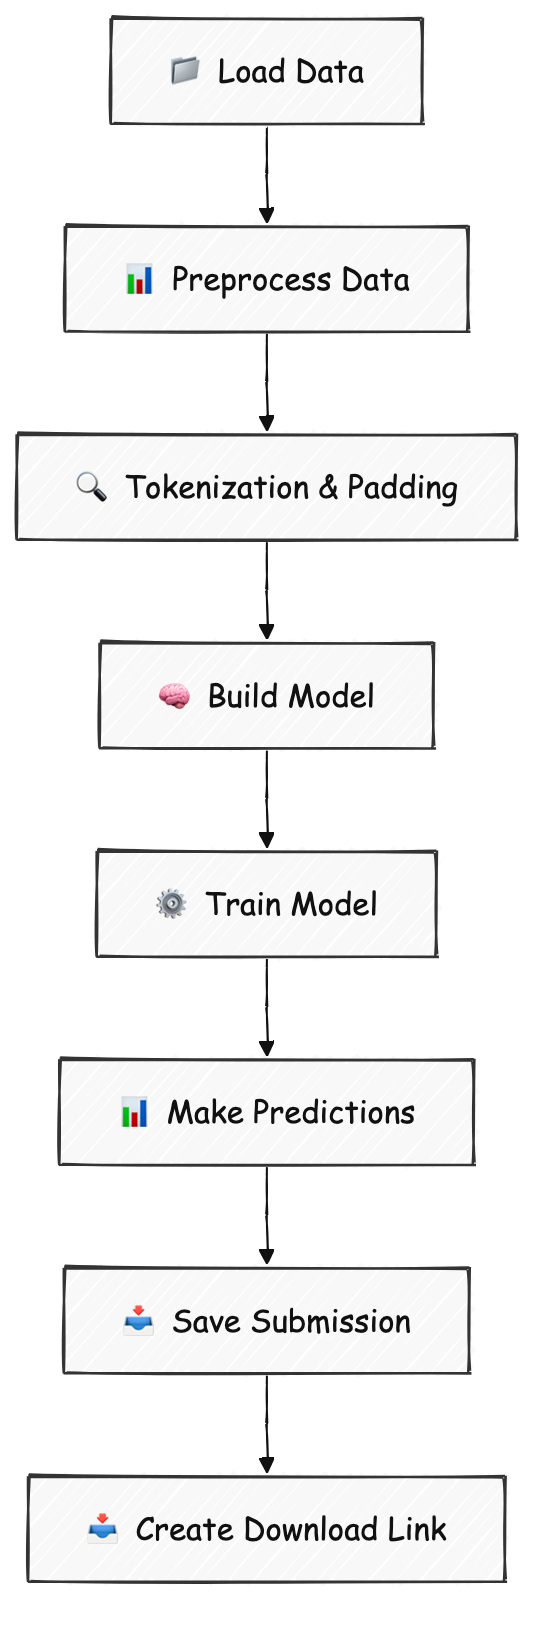 Load Data
Preprocess Data
Tokenization & Padding
Build Model
Train Model
Make Predictions
Save Submission
Create Download Link